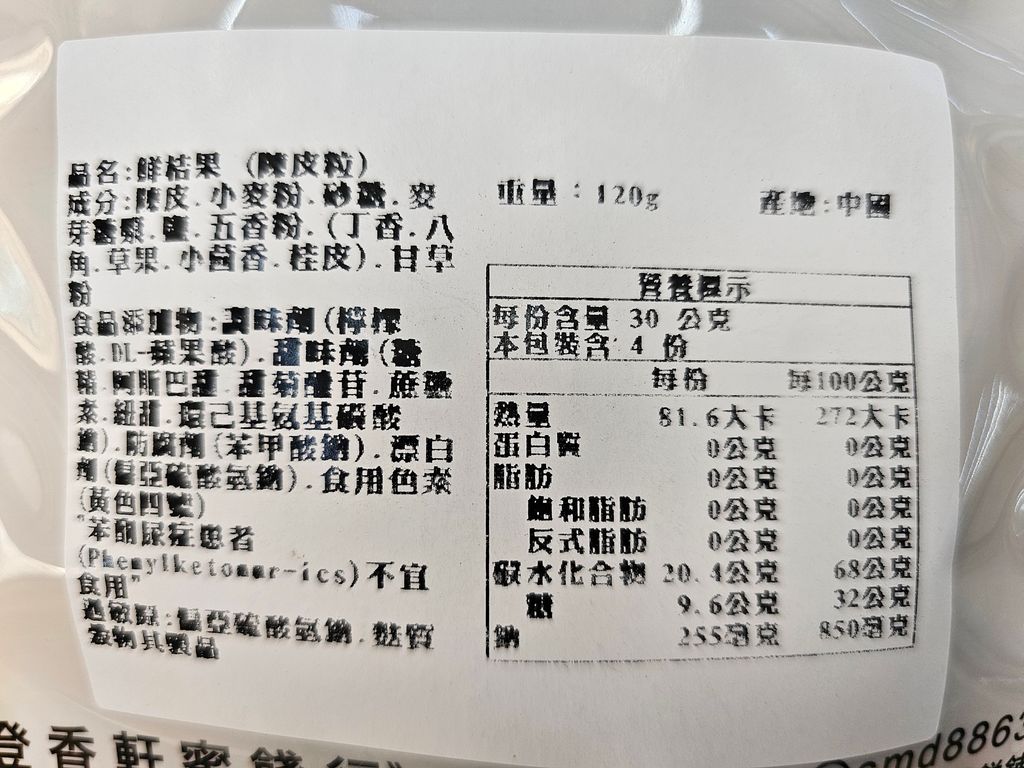 品名:鮮桔果 (陳皮粒)
成分:陳皮.小麥粉.砂糖.麥
芽糖漿.鹽.五香粉.(丁香.八
角.草果.小茴香.桂皮).甘草
粉
食品添加物:調味劑(檸檬
酸.DL-蘋果酸).甜味劑(糖
精.阿斯巴甜.甜菊醣苷.蔗糖
素.紐甜.環己基氨基磺酸
鈉).防腐劑(苯甲酸鈉).漂白
劑(偏亞硫酸氫鈉).食用色素
(黃色四號)
"苯酮尿症患者
(Phenylketonur-ics)不宜
食用"
過敏原:偏亞硫酸氫鈉.麩質
穀物其製品
重量:120g
產地:中國
營養標示
每份含量 30 公克
本包裝含 4 份
每份 每100公克
熱量 81.6大卡 272大卡
蛋白質 0公克 0公克
脂肪 0公克 0公克
飽和脂肪 0公克 0公克
反式脂肪 0公克 0公克
碳水化合物 20.4公克 68公克
糖 9.6公克 32公克
鈉 255毫克 850毫克
登香軒蜜餞行
@smd8863